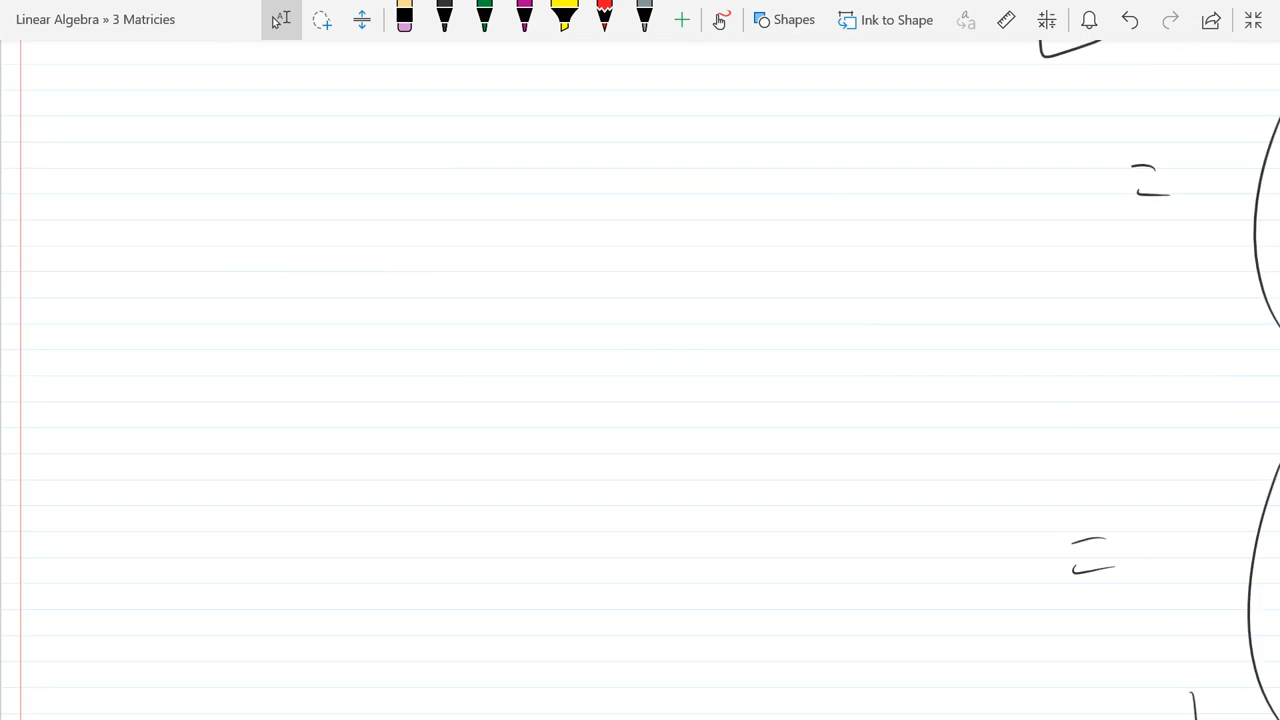 Linear Algebra » 3 Matricies
Shapes
Ink to Shape
=
=